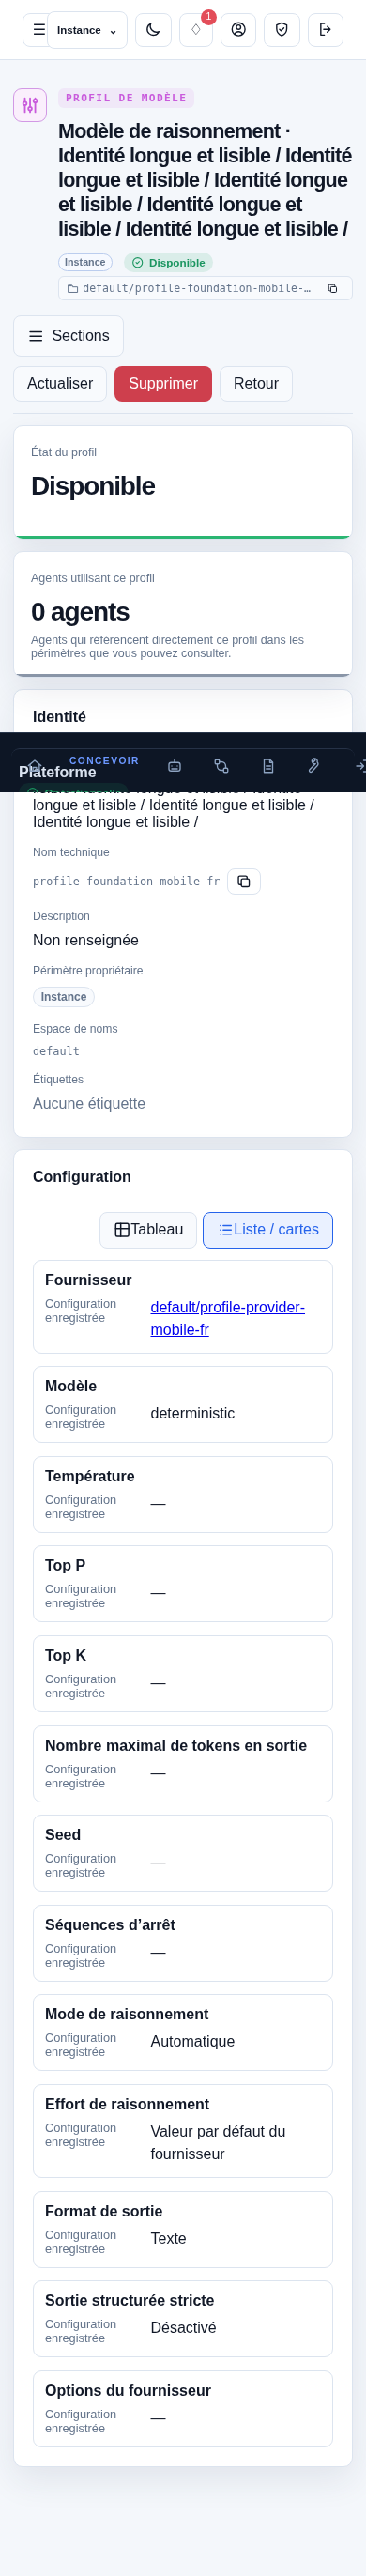 Instance
1
PROFIL DE MODÈLE
Modèle de raisonnement ·
Identité longue et lisible / Identité
longue et lisible / Identité longue
et lisible / Identité longue et
lisible / Identité longue et lisible /
Instance
Disponible
default/profile-foundation-mobile-…
Sections
Actualiser
Supprimer
Retour
État du profil
Disponible
Agents utilisant ce profil
0 agents
Agents qui référencent directement ce profil dans les
périmètres que vous pouvez consulter.
Identité
CONCEVOIR
Plateforme
longue et lisible / Identité longue et lisible /
Identité longue et lisible /
Nom technique
profile-foundation-mobile-fr
Description
Non renseignée
Périmètre propriétaire
Instance
Espace de noms
default
Étiquettes
Aucune étiquette
Configuration
Tableau
Liste / cartes
Fournisseur
Configuration
enregistrée
default/profile-provider-
mobile-fr
Modèle
Configuration
enregistrée
deterministic
Température
Configuration
enregistrée
—
Top P
Configuration
enregistrée
—
Top K
Configuration
enregistrée
—
Nombre maximal de tokens en sortie
Configuration
enregistrée
—
Seed
Configuration
enregistrée
—
Séquences d’arrêt
Configuration
enregistrée
—
Mode de raisonnement
Configuration
enregistrée
Automatique
Effort de raisonnement
Configuration
enregistrée
Valeur par défaut du
fournisseur
Format de sortie
Configuration
enregistrée
Texte
Sortie structurée stricte
Configuration
enregistrée
Désactivé
Options du fournisseur
Configuration
enregistrée
—